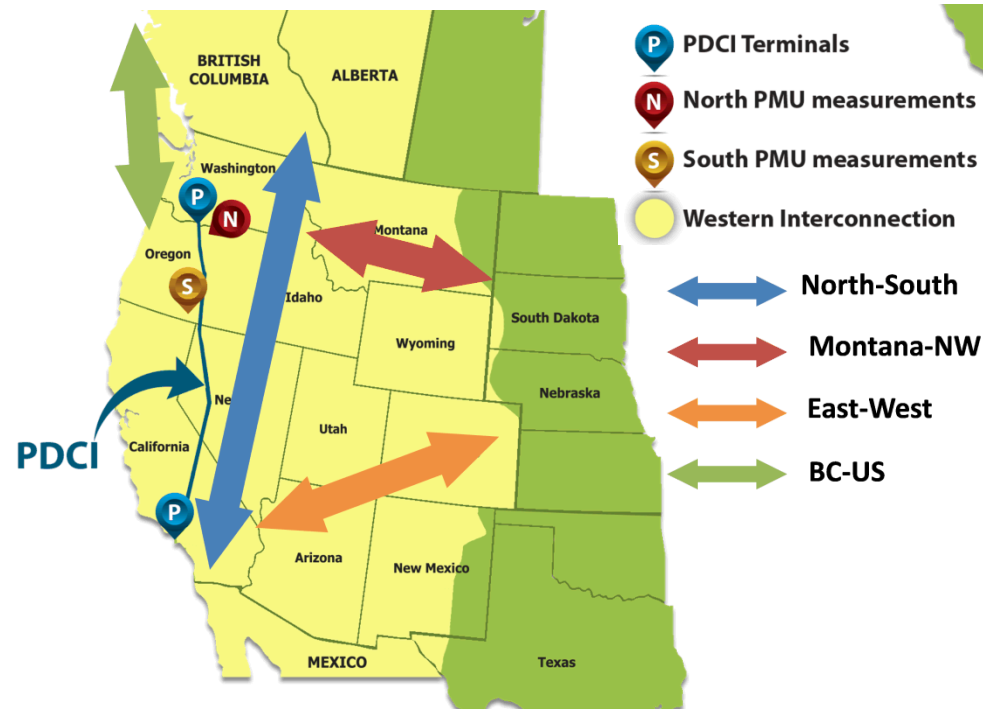 BRITISH
COLUMBIA
ALBERTA
Washington
P
N
Montana
Oregon
S
Idaho
Wyoming
South Dakota
Ne
Nebraska
Utah
PDCI
California
P
Arizona
New Mexico
MEXICO
Texas
P PDCI Terminals
N North PMU measurements
S South PMU measurements
Western Interconnection
North-South
Montana-NW
East-West
BC-US